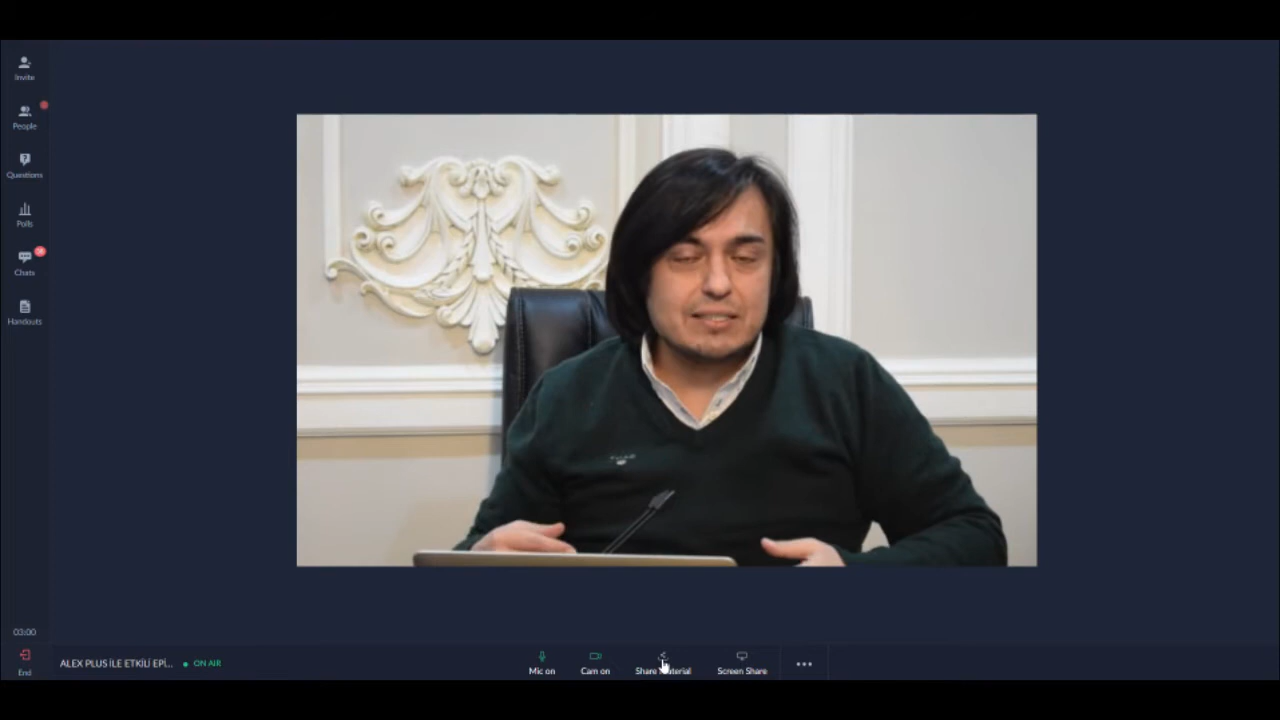 Invite
People
Questions
Polls
Chats
Handouts
03:00
End
ALEX PLUS İLE ETKİLİ EPİ...
ON AIR
Mic on
Cam on
Share Material
Screen Share